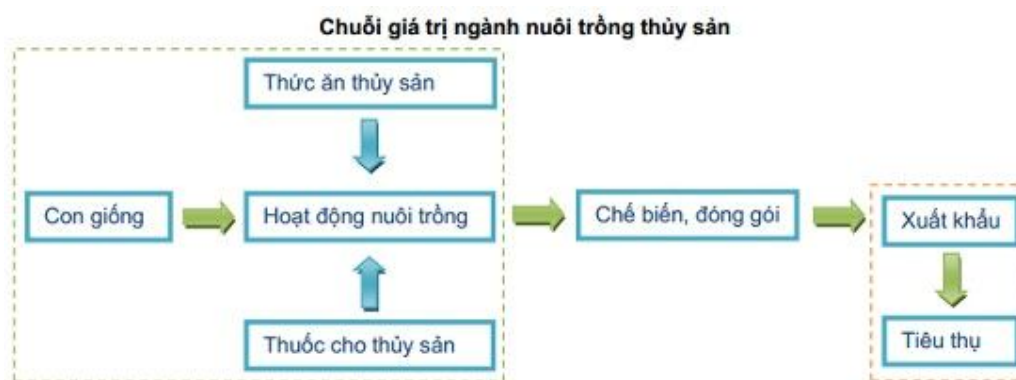 Chuỗi giá trị ngành nuôi trồng thủy sản
Thức ăn thủy sản
Con giống
Hoạt động nuôi trồng
Chế biến, đóng gói
Xuất khẩu
Thuốc cho thủy sản
Tiêu thụ